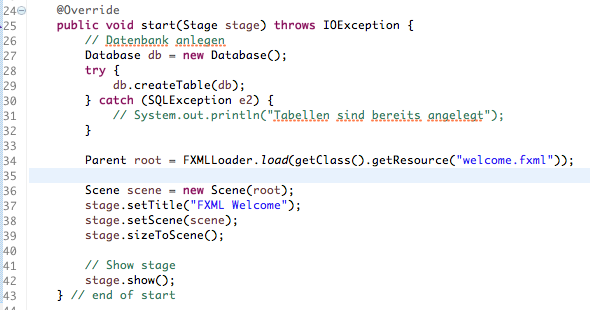 24 @Override
25 public void start(Stage stage) throws IOException {
26 // Datenbank anlegen
27 Database db = new Database();
28 try {
29 db.createTable(db);
30 } catch (SQLException e2) {
31 // System.out.println("Tabellen sind bereits angelegt");
32 }
33
34 Parent root = FXMLLoader.load(getClass().getResource("welcome.fxml"));
35
36 Scene scene = new Scene(root);
37 stage.setTitle("FXML Welcome");
38 stage.setScene(scene);
39 stage.sizeToScene();
40
41 // Show stage
42 stage.show();
43 } // end of start